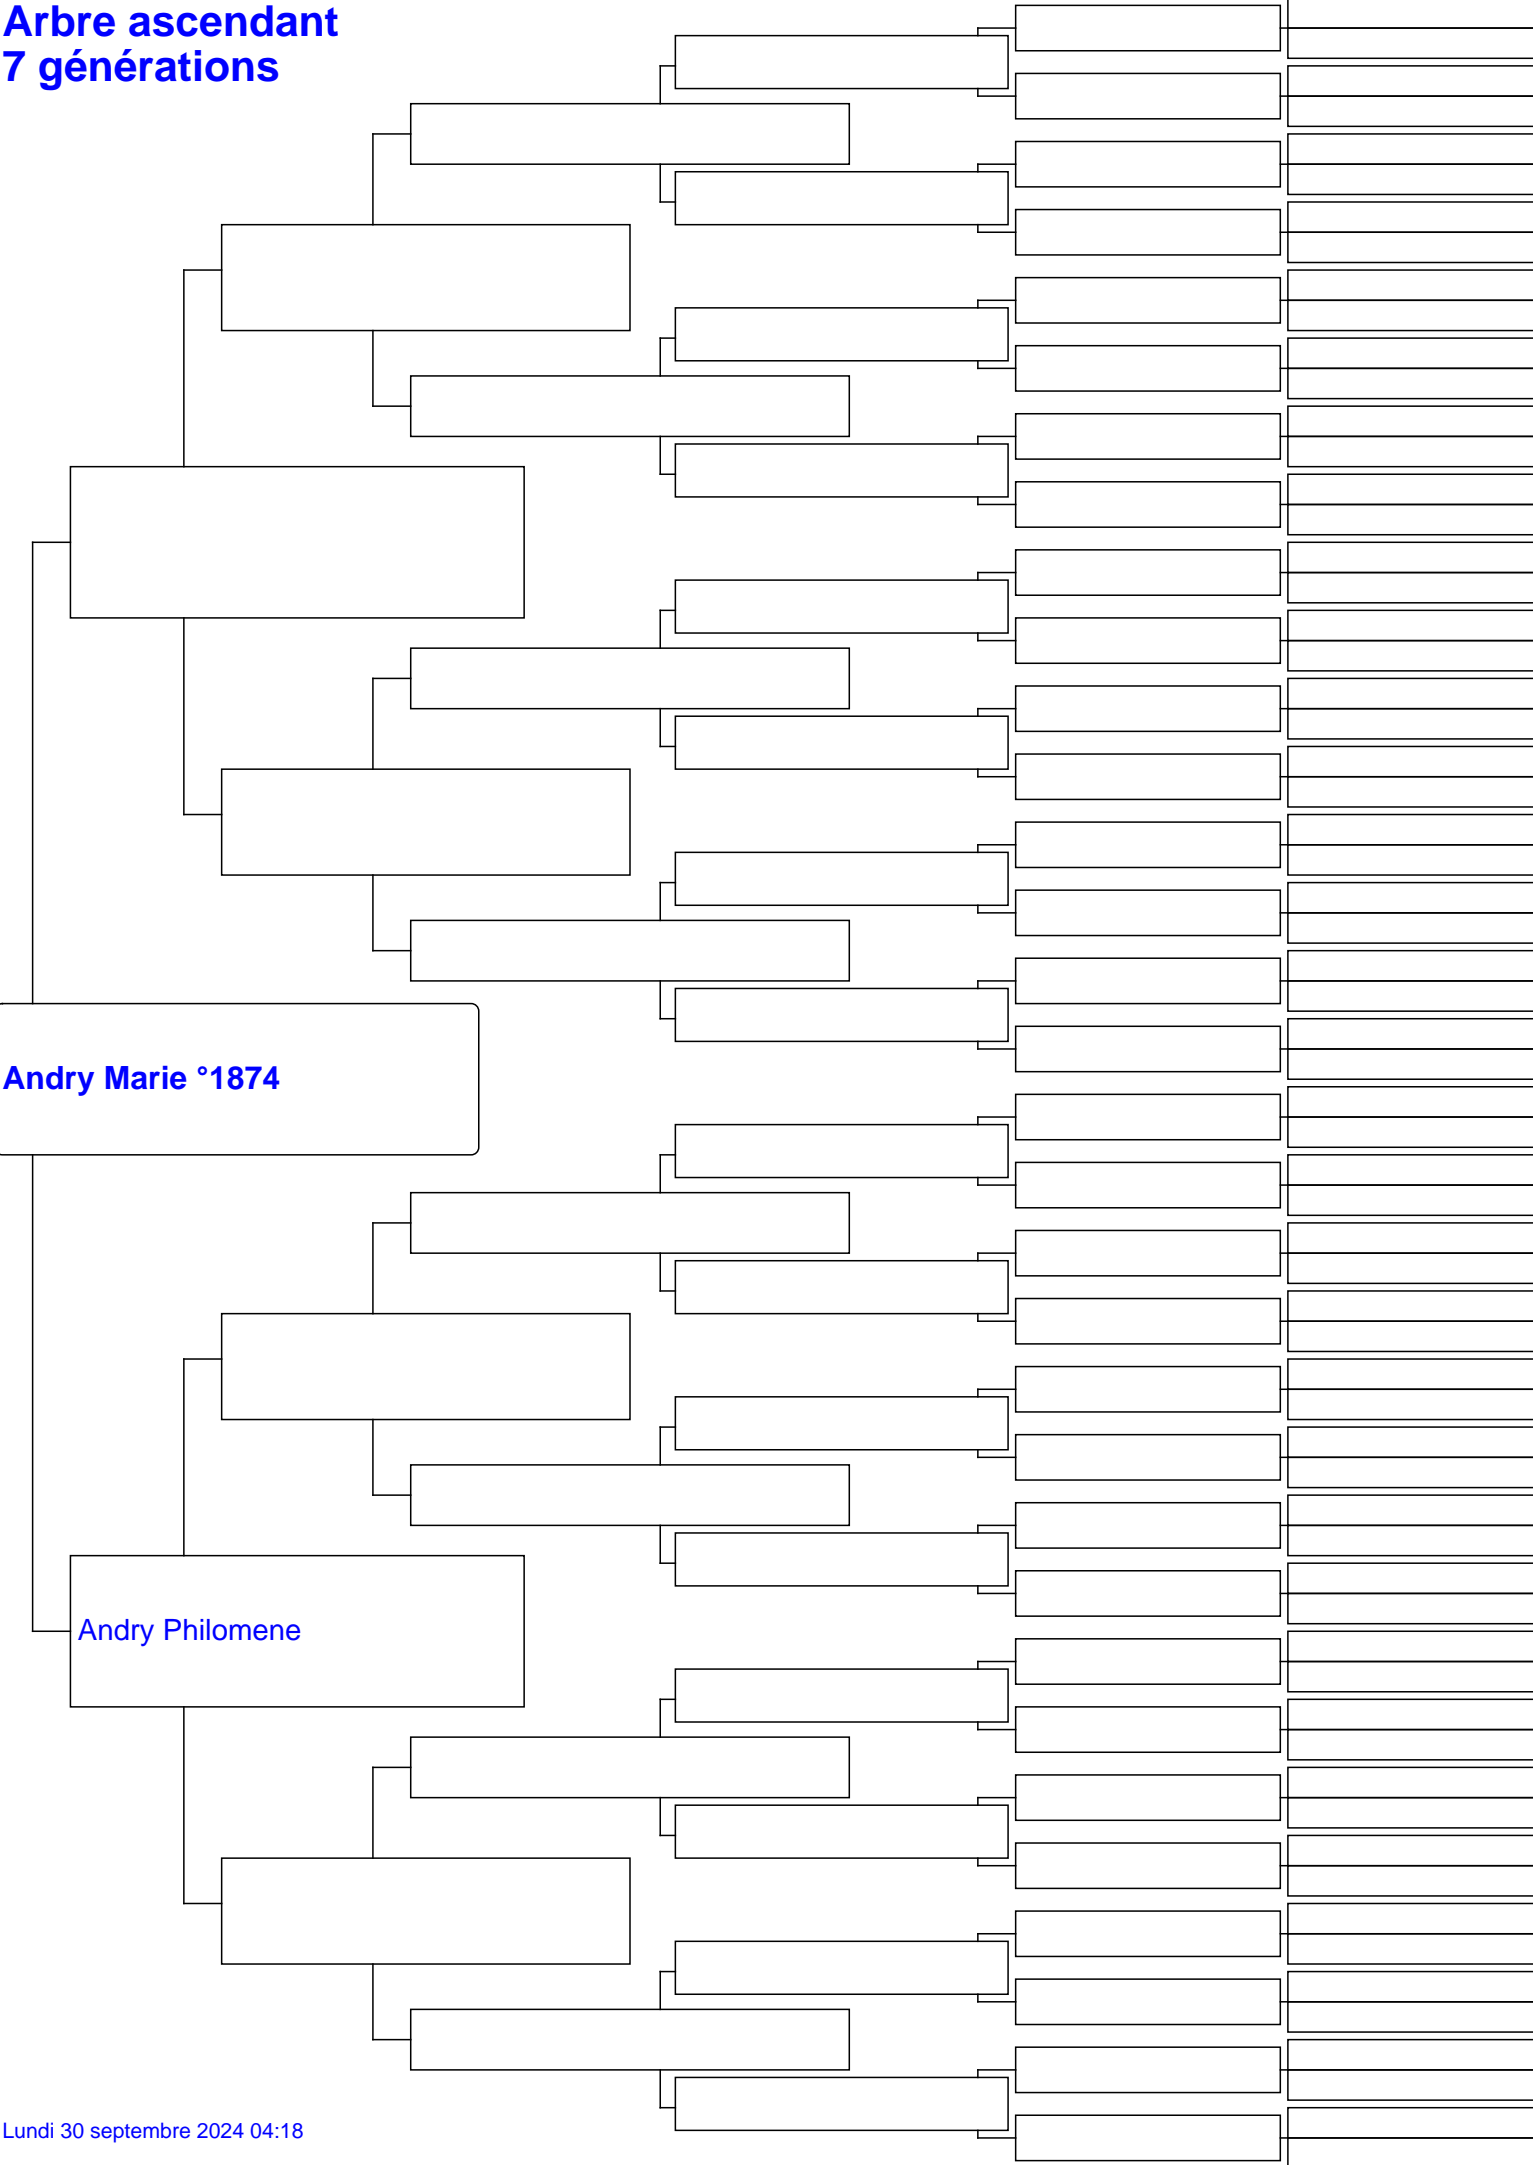 Arbre ascendant
7 générations
Andry Marie °1874
Andry Philomene
Lundi 30 septembre 2024 04:18